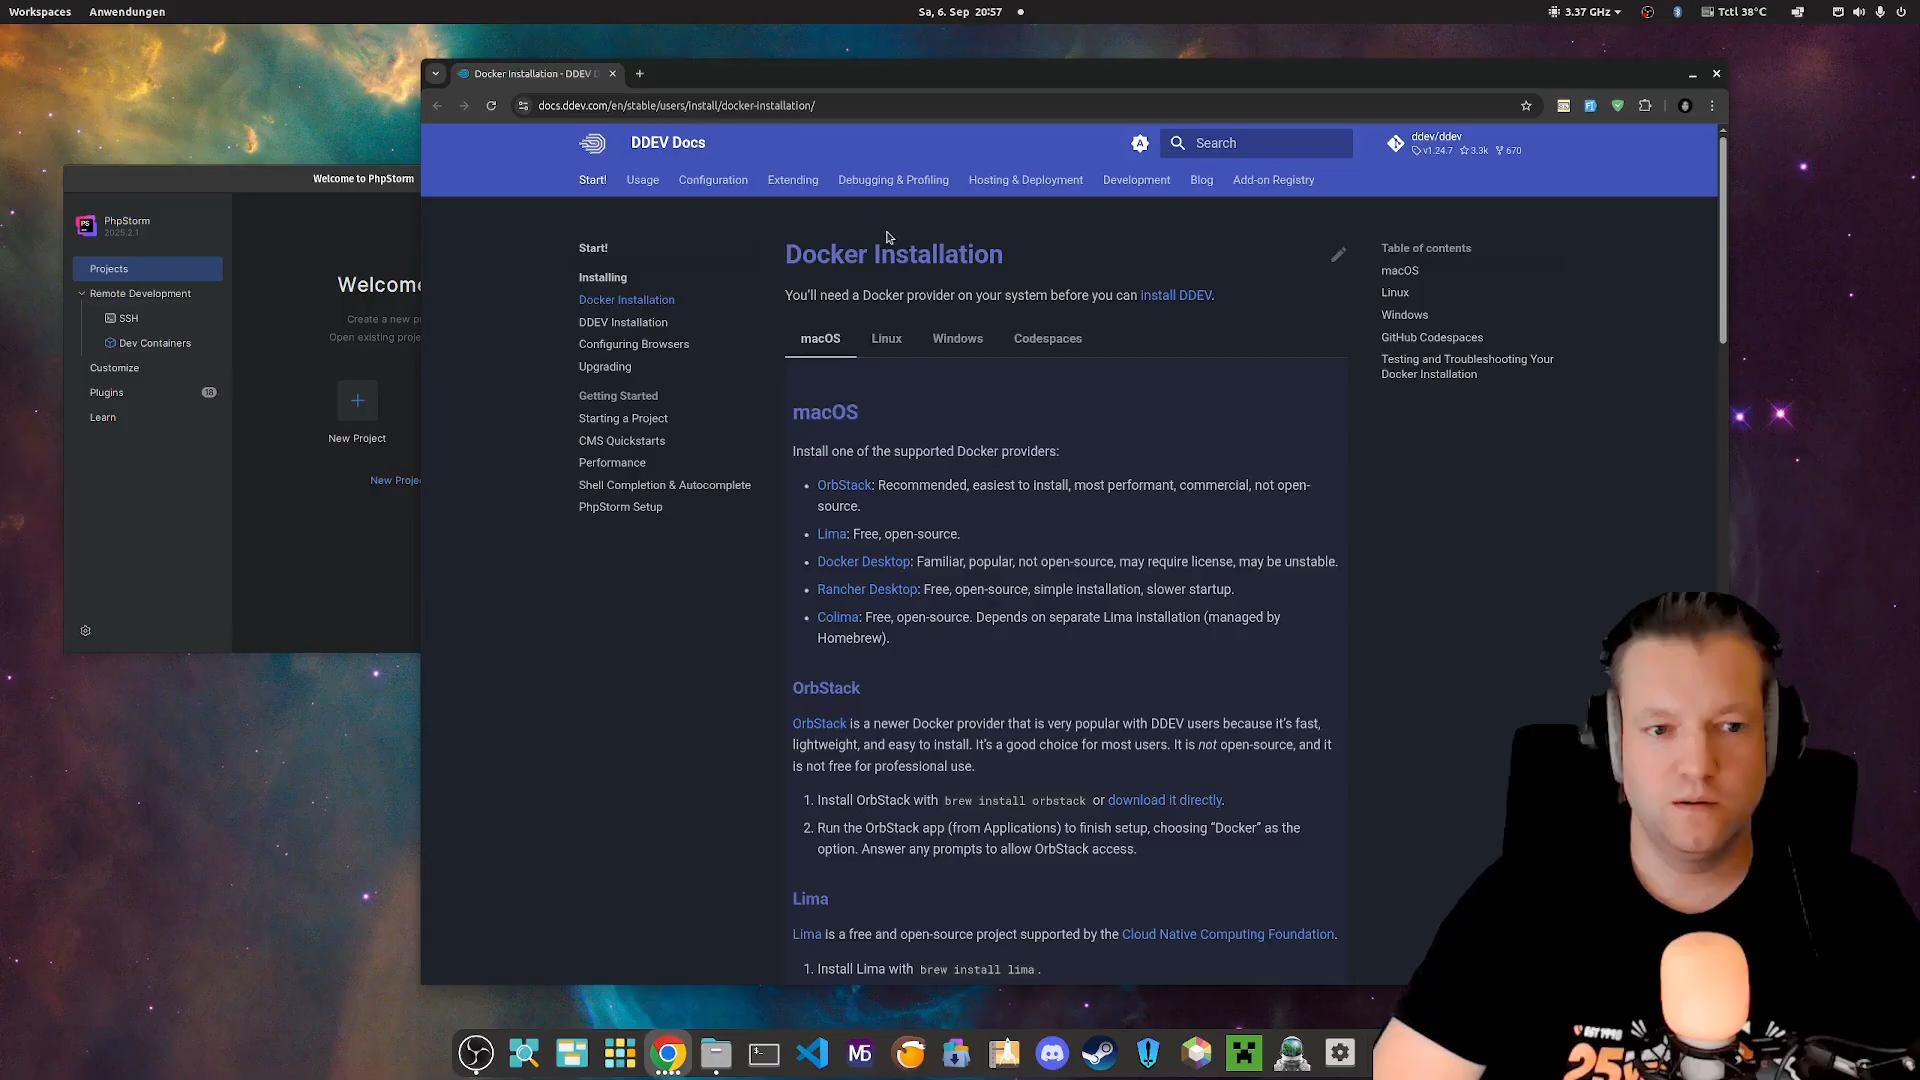 Workspaces Anwendungen
Sa, 6. Sep 20:57
3.37 GHz
Tctl 38°C
Docker Installation - DDEV D
docs.ddev.com/en/stable/users/install/docker-installation/
DDEV Docs
Search
ddev/ddev
v1.24.7 3.3k 670
Start! Usage Configuration Extending Debugging & Profiling Hosting & Deployment Development Blog Add-on Registry
Welcome to PhpStorm
PS
PhpStorm
2025.2.1
Projects
Remote Development
SSH
Dev Containers
Customize
Plugins 18
Learn
Welcome
Create a new p
Open existing proje
New Project
New Proje
Start!
Installing
Docker Installation
DDEV Installation
Configuring Browsers
Upgrading
Getting Started
Starting a Project
CMS Quickstarts
Performance
Shell Completion & Autocomplete
PhpStorm Setup
Docker Installation
You'll need a Docker provider on your system before you can install DDEV.
macOS Linux Windows Codespaces
macOS
Install one of the supported Docker providers:
• OrbStack: Recommended, easiest to install, most performant, commercial, not open-
source.
• Lima: Free, open-source.
• Docker Desktop: Familiar, popular, not open-source, may require license, may be unstable.
• Rancher Desktop: Free, open-source, simple installation, slower startup.
• Colima: Free, open-source. Depends on separate Lima installation (managed by
Homebrew).
OrbStack
OrbStack is a newer Docker provider that is very popular with DDEV users because it's fast,
lightweight, and easy to install. It's a good choice for most users. It is not open-source, and it
is not free for professional use.
1. Install OrbStack with brew install orbstack or download it directly.
2. Run the OrbStack app (from Applications) to finish setup, choosing “Docker” as the
option. Answer any prompts to allow OrbStack access.
Lima
Lima is a free and open-source project supported by the Cloud Native Computing Foundation.
1. Install Lima with brew install lima.
Table of contents
macOS
Linux
Windows
GitHub Codespaces
Testing and Troubleshooting Your
Docker Installation
EST 1990
25